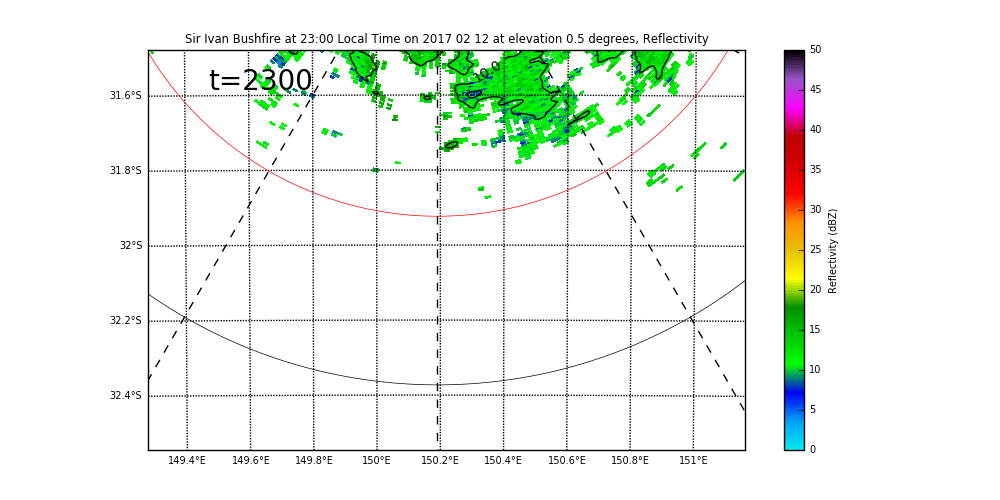 Sir Ivan Bushfire at 23:00 Local Time on 2017 02 12 at elevation 0.5 degrees, Reflectivity
t=2300
31.6°S
31.8°S
32°S
32.2°S
32.4°S
149.4°E 149.6°E 149.8°E 150°E 150.2°E 150.4°E 150.6°E 150.8°E 151°E
50
45
40
35
30
25
20
15
10
5
0
Reflectivity (dBZ)